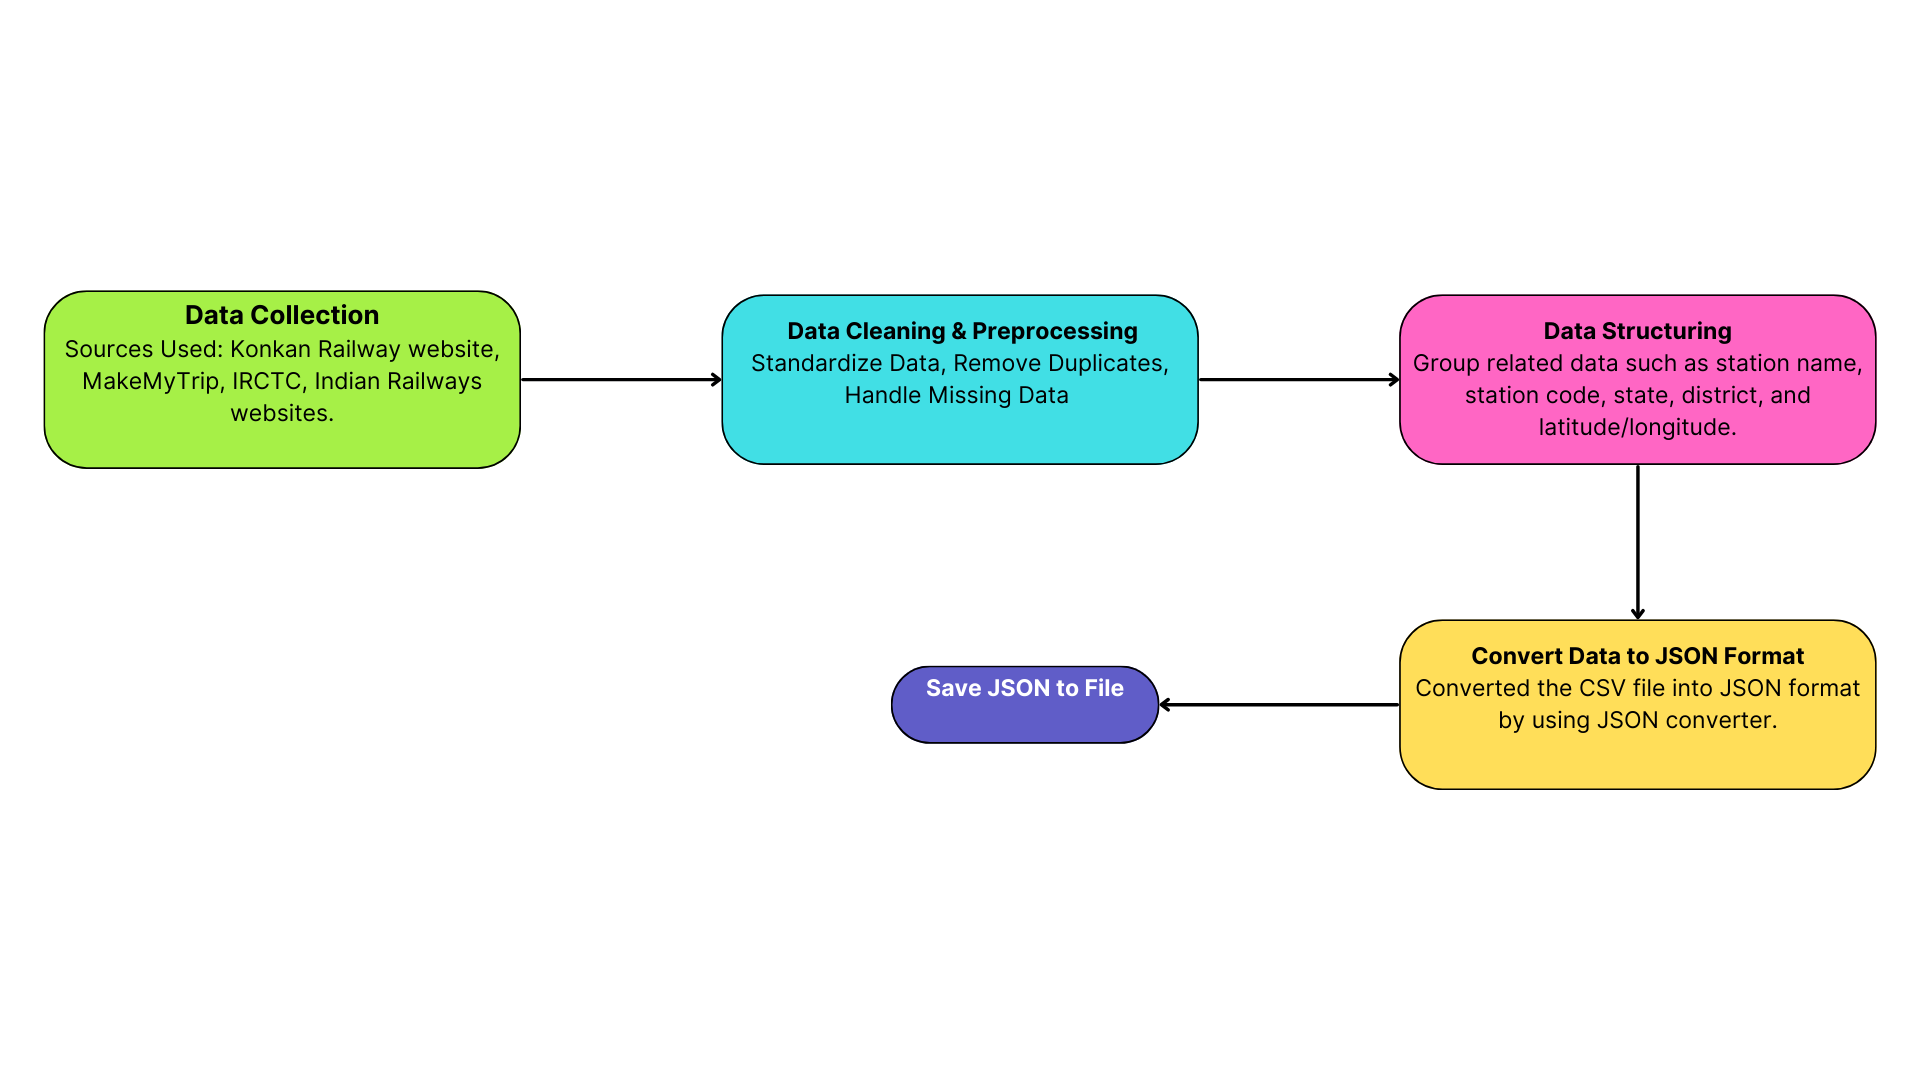 Data Collection
Sources Used: Konkan Railway website,
MakeMyTrip, IRCTC, Indian Railways
websites.
Data Cleaning & Preprocessing
Standardize Data, Remove Duplicates,
Handle Missing Data
Data Structuring
Group related data such as station name,
station code, state, district, and
latitude/longitude.
Convert Data to JSON Format
Converted the CSV file into JSON format
by using JSON converter.
Save JSON to File